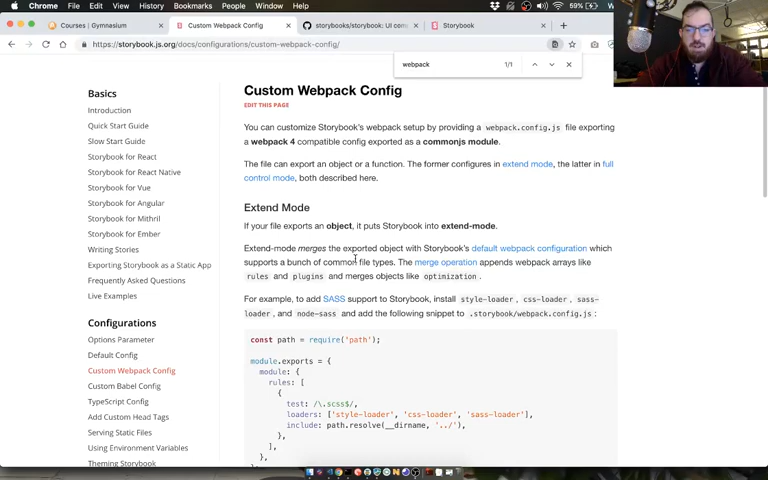 Chrome File Edit View History Bookmarks People Window Help
69%
Courses | Gymnasium
Custom Webpack Config
storybooks/storybook: UI com
Storybook
https://storybook.js.org/docs/configurations/custom-webpack-config/
webpack
1/1
Basics
Introduction
Quick Start Guide
Slow Start Guide
Storybook for React
Storybook for React Native
Storybook for Vue
Storybook for Angular
Storybook for Mithril
Storybook for Ember
Writing Stories
Exporting Storybook as a Static App
Frequently Asked Questions
Live Examples
Configurations
Options Parameter
Default Config
Custom Webpack Config
Custom Babel Config
TypeScript Config
Add Custom Head Tags
Serving Static Files
Using Environment Variables
Theming Storybook
Custom Webpack Config
EDIT THIS PAGE
You can customize Storybook's webpack setup by providing a webpack.config.js file exporting
a webpack 4 compatible config exported as a commonjs module.
The file can export an object or a function. The former configures in extend mode, the latter in full
control mode, both described here.
Extend Mode
If your file exports an object, it puts Storybook into extend-mode.
Extend-mode merges the exported object with Storybook's default webpack configuration which
supports a bunch of common file types. The merge operation appends webpack arrays like
rules and plugins and merges objects like optimization.
For example, to add SASS support to Storybook, install style-loader, css-loader, sass-
loader, and node-sass and add the following snippet to .storybook/webpack.config.js:
const path = require('path');
module.exports = {
module: {
rules: [
{
test: /\.scss$/,
loaders: ['style-loader', 'css-loader', 'sass-loader'],
include: path.resolve(__dirname, '../'),
},
],
},